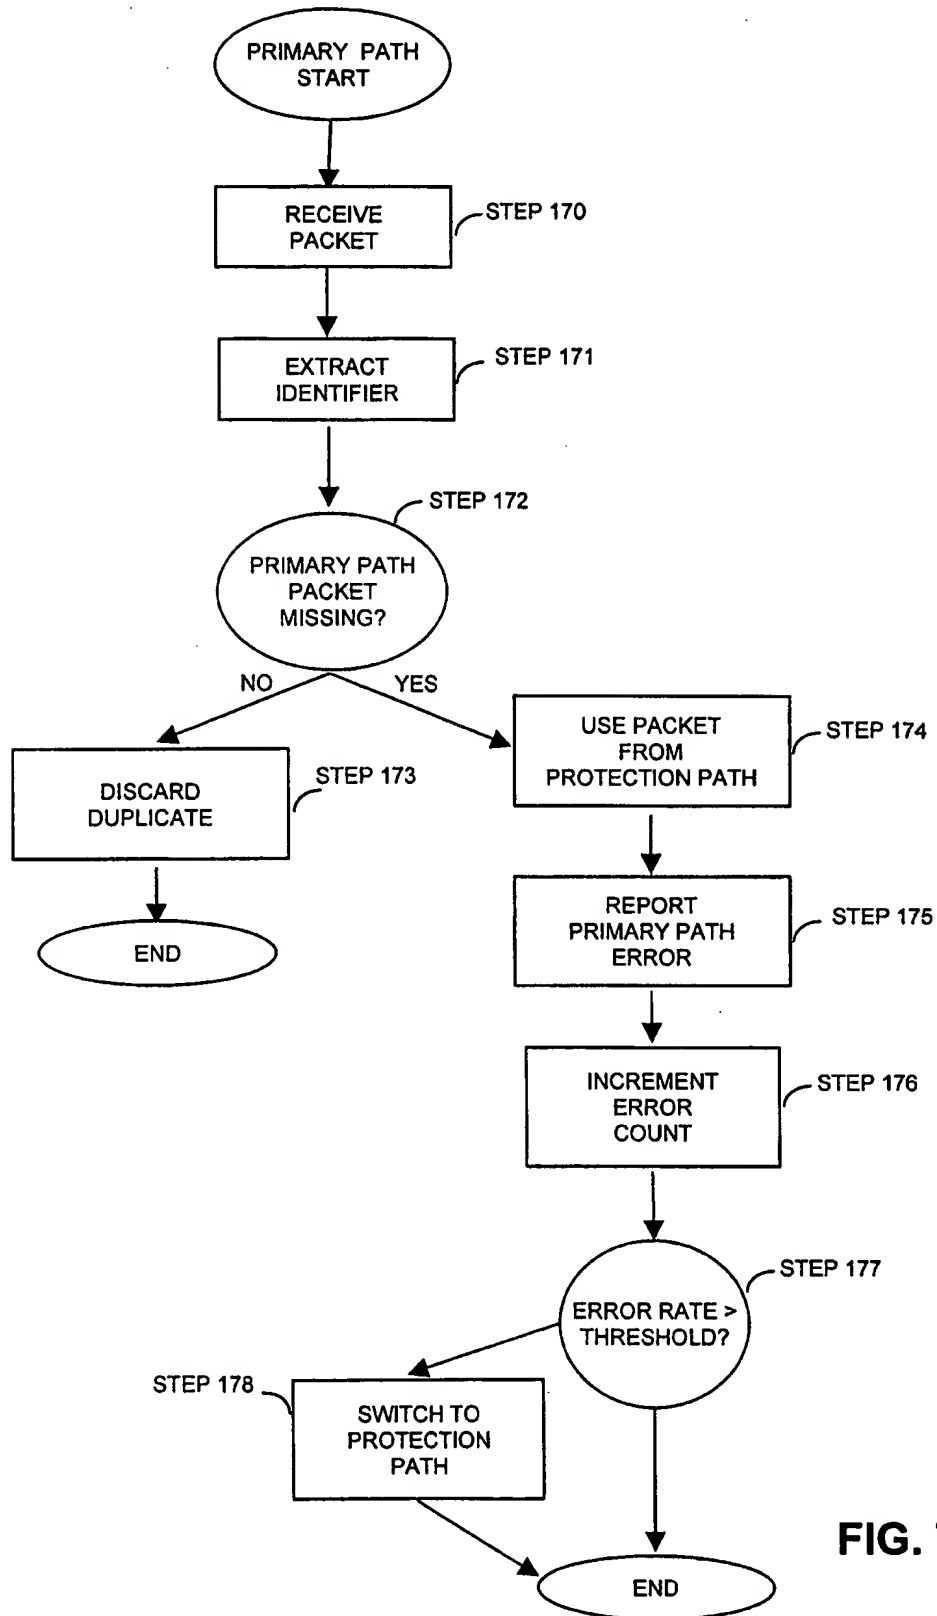 PRIMARY PATH
START
RECEIVE
PACKET
STEP 170
EXTRACT
IDENTIFIER
STEP 171
STEP 172
PRIMARY PATH
PACKET
MISSING?
NO
YES
DISCARD
DUPLICATE
STEP 173
END
USE PACKET
FROM
PROTECTION PATH
STEP 174
REPORT
PRIMARY PATH
ERROR
STEP 175
INCREMENT
ERROR
COUNT
STEP 176
STEP 177
ERROR RATE >
THRESHOLD?
STEP 178
SWITCH TO
PROTECTION
PATH
END
FIG.